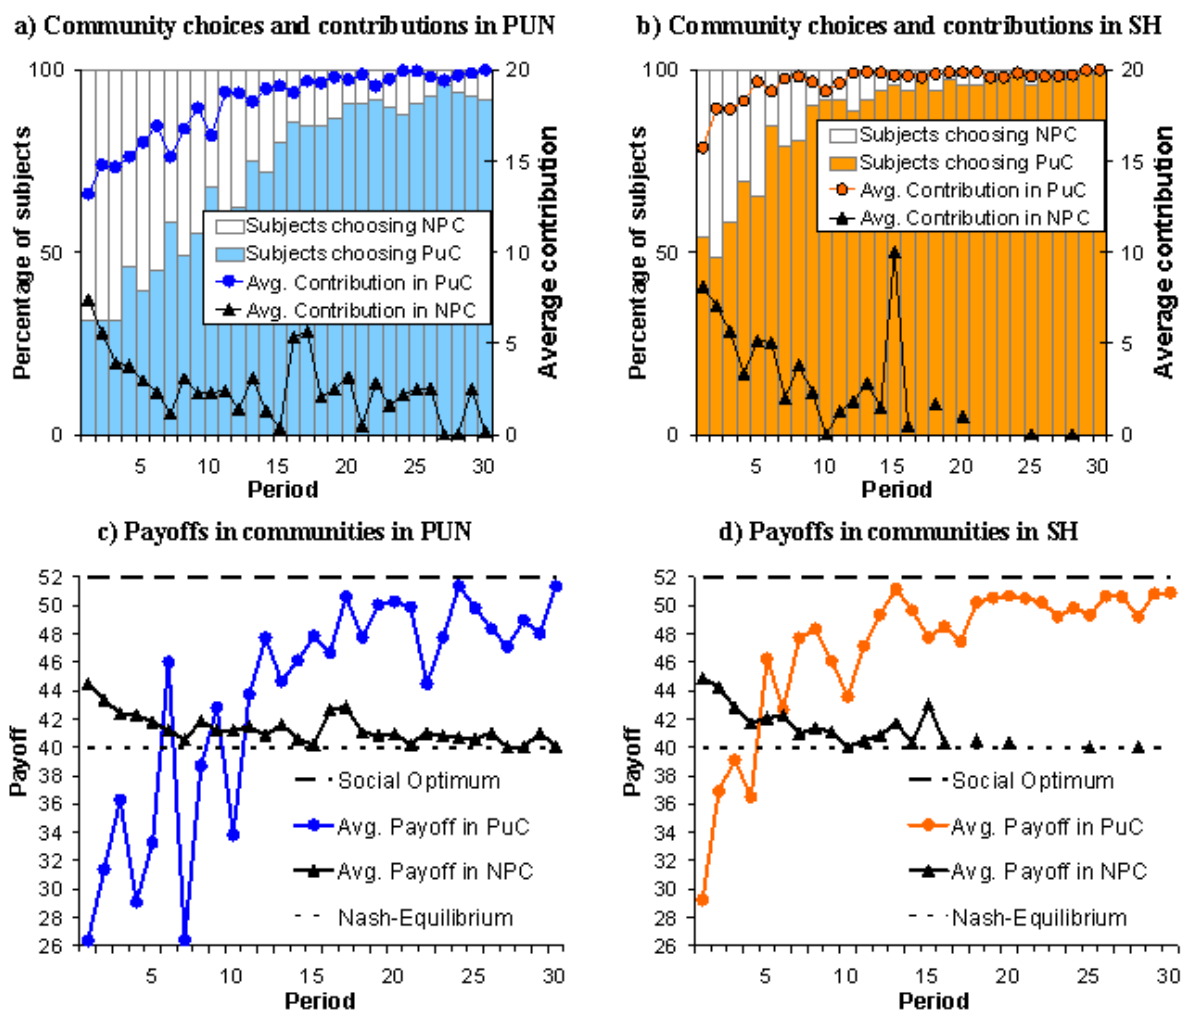 a) Community choices and contributions in PUN
100
50
0
Percentage of subjects
20
15
10
5
0
Average contribution
Subjects choosing NPC
Subjects choosing PuC
Avg. Contribution in PuC
Avg. Contribution in NPC
5 10 15 20 25 30
Period
b) Community choices and contributions in SH
100
50
0
Percentage of subjects
20
15
10
5
0
Average contribution
Subjects choosing NPC
Subjects choosing PuC
Avg. Contribution in PuC
Avg. Contribution in NPC
5 10 15 20 25 30
Period
c) Payoffs in communities in PUN
52
50
48
46
44
42
40
38
36
34
32
30
28
26
Payoff
Social Optimum
Avg. Payoff in PuC
Avg. Payoff in NPC
Nash-Equilibrium
5 10 15 20 25 30
Period
d) Payoffs in communities in SH
52
50
48
46
44
42
40
38
36
34
32
30
28
26
Payoff
Social Optimum
Avg. Payoff in PuC
Avg. Payoff in NPC
Nash-Equilibrium
5 10 15 20 25 30
Period